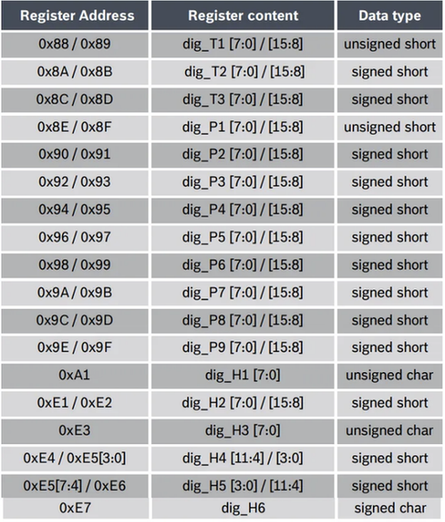 Register Address Register content Data type
0x88 / 0x89 dig_T1 [7:0] / [15:8] unsigned short
0x8A / 0x8B dig_T2 [7:0] / [15:8] signed short
0x8C / 0x8D dig_T3 [7:0] / [15:8] signed short
0x8E / 0x8F dig_P1 [7:0] / [15:8] unsigned short
0x90 / 0x91 dig_P2 [7:0] / [15:8] signed short
0x92 / 0x93 dig_P3 [7:0] / [15:8] signed short
0x94 / 0x95 dig_P4 [7:0] / [15:8] signed short
0x96 / 0x97 dig_P5 [7:0] / [15:8] signed short
0x98 / 0x99 dig_P6 [7:0] / [15:8] signed short
0x9A / 0x9B dig_P7 [7:0] / [15:8] signed short
0x9C / 0x9D dig_P8 [7:0] / [15:8] signed short
0x9E / 0x9F dig_P9 [7:0] / [15:8] signed short
0xA1 dig_H1 [7:0] unsigned char
0xE1 / 0xE2 dig_H2 [7:0] / [15:8] signed short
0xE3 dig_H3 [7:0] unsigned char
0xE4 / 0xE5[3:0] dig_H4 [11:4] / [3:0] signed short
0xE5[7:4] / 0xE6 dig_H5 [3:0] / [11:4] signed short
0xE7 dig_H6 signed char